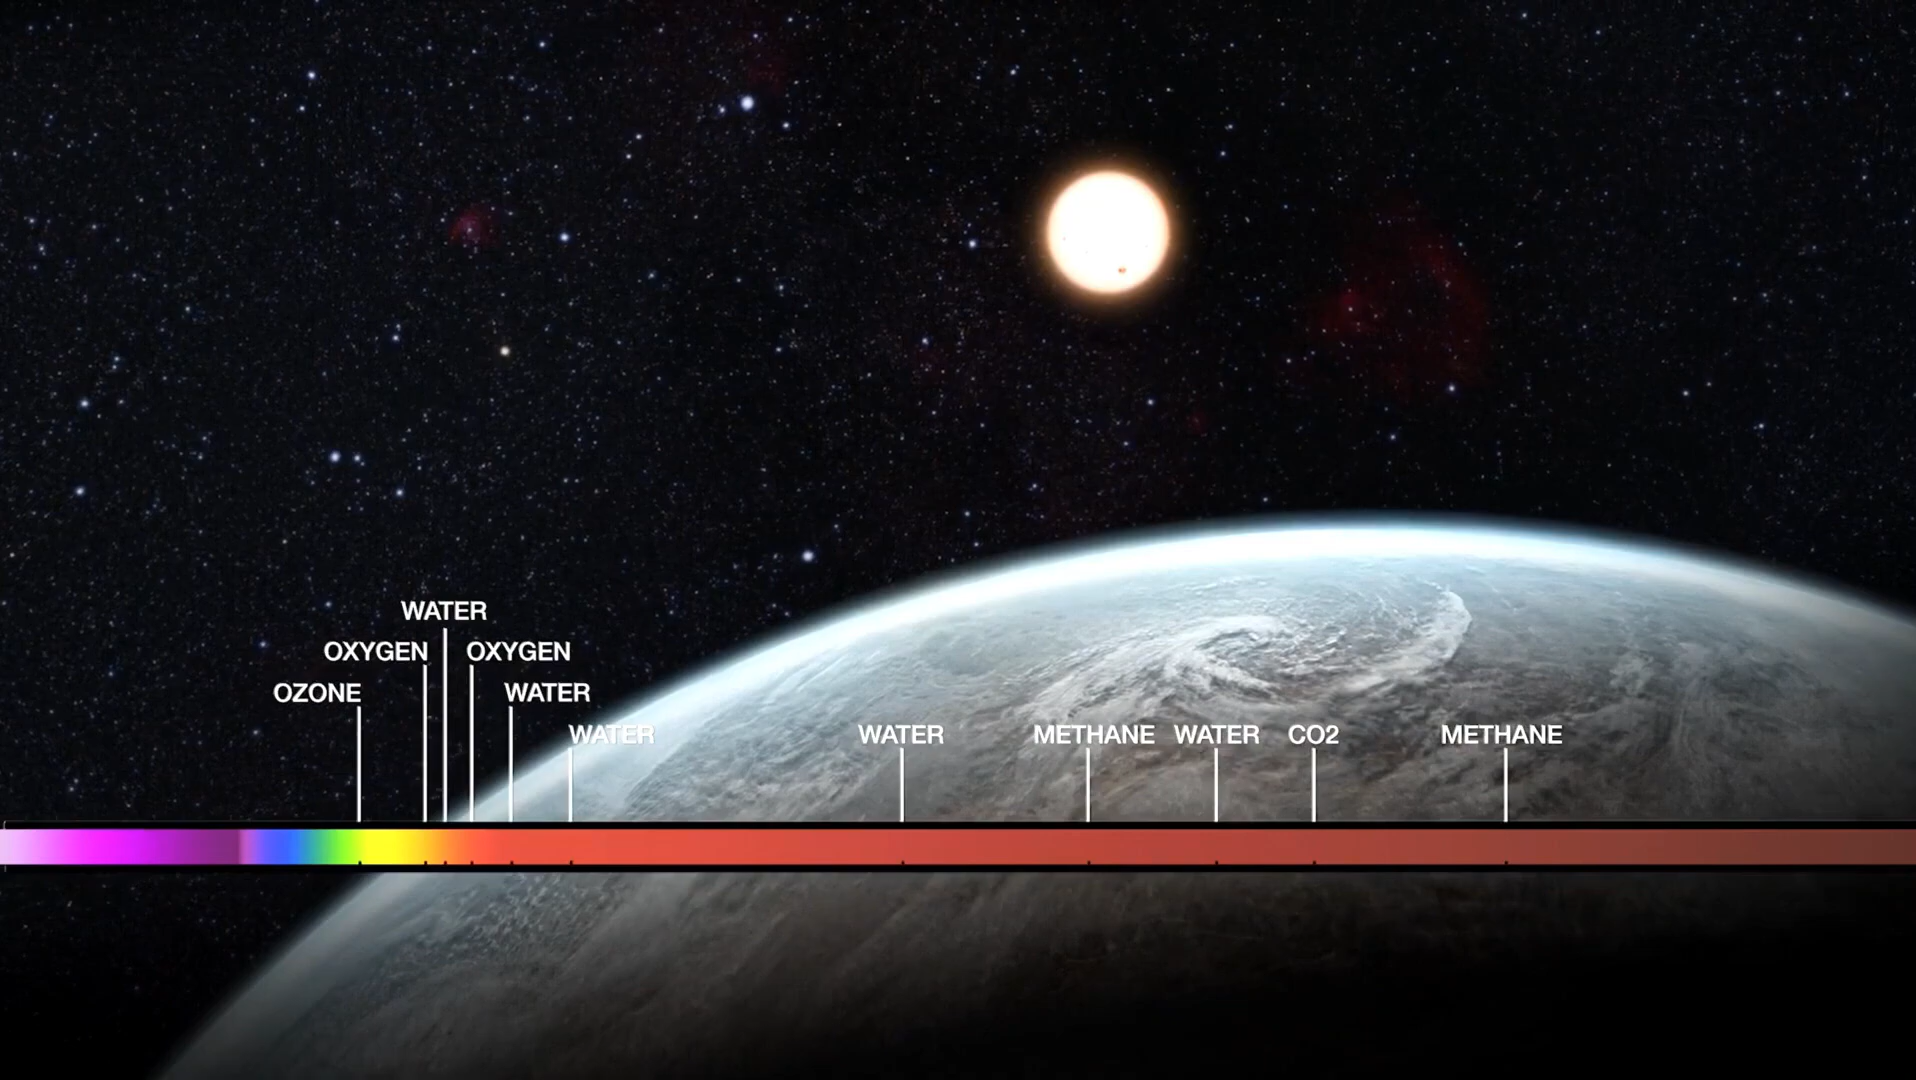 WATER
OXYGEN OXYGEN
OZONE WATER
WATER WATER METHANE WATER CO2 METHANE